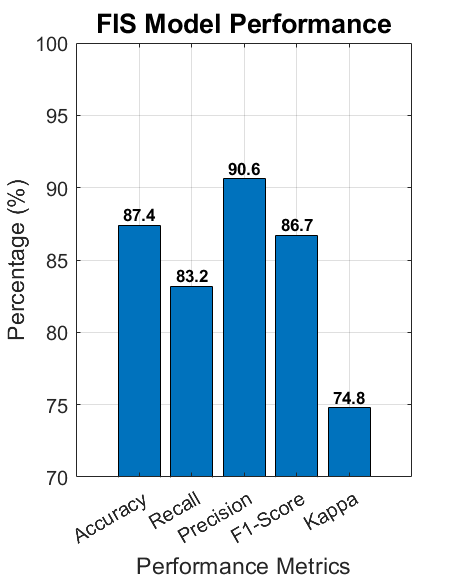 FIS Model Performance
Percentage (%)
100
95
90
85
80
75
70
87.4
83.2
90.6
86.7
74.8
Accuracy
Recall
Precision
F1-Score
Kappa
Performance Metrics